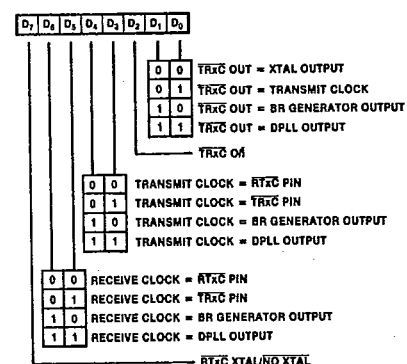 D7 D6 D5 D4 D3 D2 D1 D0
0 0 TRxC OUT = XTAL OUTPUT
0 1 TRxC OUT = TRANSMIT CLOCK
1 0 TRxC OUT = BR GENERATOR OUTPUT
1 1 TRxC OUT = DPLL OUTPUT
TRxC O/I
0 0 TRANSMIT CLOCK = RTxC PIN
0 1 TRANSMIT CLOCK = TRxC PIN
1 0 TRANSMIT CLOCK = BR GENERATOR OUTPUT
1 1 TRANSMIT CLOCK = DPLL OUTPUT
0 0 RECEIVE CLOCK = RTxC PIN
0 1 RECEIVE CLOCK = TRxC PIN
1 0 RECEIVE CLOCK = BR GENERATOR OUTPUT
1 1 RECEIVE CLOCK = DPLL OUTPUT
RTxC XTAL/NO XTAL